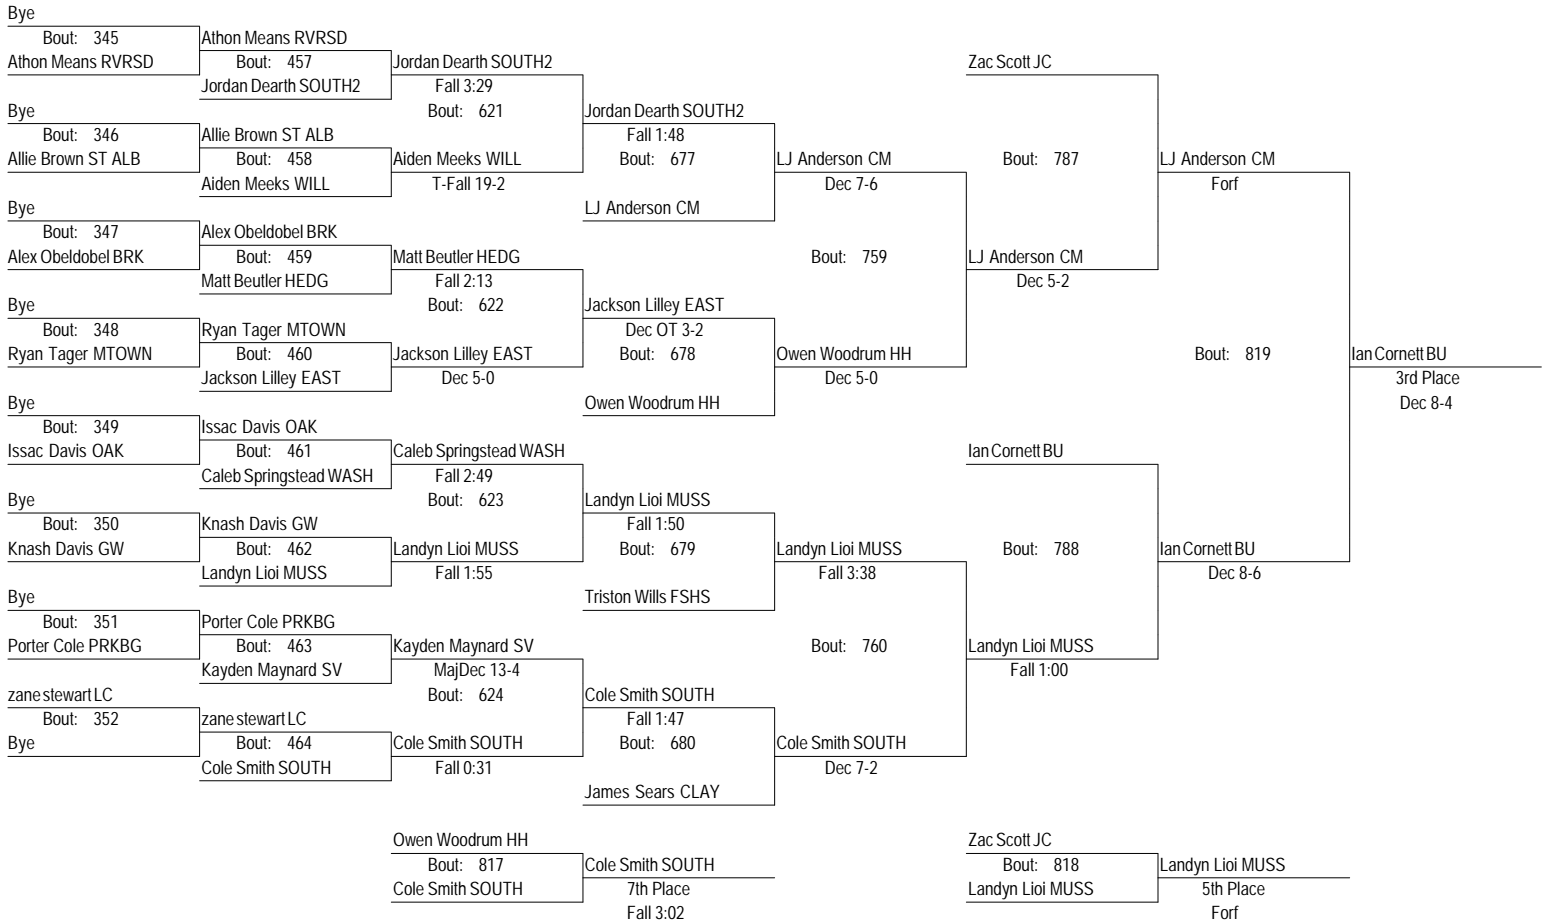 Bye
Bout: 345
Athon Means RVRSD
Bye
Bout: 346
Allie Brown ST ALB
Bye
Bout: 347
Alex Obeldobel BRK
Bye
Bout: 348
Ryan Tager MTOWN
Bye
Bout: 349
Issac Davis OAK
Bye
Bout: 350
Knash Davis GW
Bye
Bout: 351
Porter Cole PRKBG
zane stewart LC
Bout: 352
Bye
Athon Means RVRSD
Bout: 457
Jordan Dearth SOUTH2
Allie Brown ST ALB
Bout: 458
Aiden Meeks WILL
Alex Obeldobel BRK
Bout: 459
Matt Beutler HEDG
Ryan Tager MTOWN
Bout: 460
Jackson Lilley EAST
Issac Davis OAK
Bout: 461
Caleb Springstead WASH
Knash Davis GW
Bout: 462
Landyn Lioi MUSS
Porter Cole PRKBG
Bout: 463
Kayden Maynard SV
zane stewart LC
Bout: 464
Cole Smith SOUTH
Jordan Dearth SOUTH2
Fall 3:29
Bout: 621
Aiden Meeks WILL
T-Fall 19-2
Matt Beutler HEDG
Fall 2:13
Bout: 622
Jackson Lilley EAST
Dec 5-0
Caleb Springstead WASH
Fall 2:49
Bout: 623
Landyn Lioi MUSS
Fall 1:55
Kayden Maynard SV
MajDec 13-4
Bout: 624
Cole Smith SOUTH
Fall 0:31
Jordan Dearth SOUTH2
Fall 1:48
Bout: 677
LJ Anderson CM
Jackson Lilley EAST
Dec OT 3-2
Bout: 678
Owen Woodrum HH
Landyn Lioi MUSS
Fall 1:50
Bout: 679
Triston Wills FSHS
Cole Smith SOUTH
Fall 1:47
Bout: 680
James Sears CLAY
LJ Anderson CM
Dec 7-6
Bout: 759
Owen Woodrum HH
Dec 5-0
Landyn Lioi MUSS
Fall 3:38
Bout: 760
Cole Smith SOUTH
Dec 7-2
Zac Scott JC
Bout: 787
LJ Anderson CM
Dec 5-2
Ian Cornett BU
Bout: 788
Landyn Lioi MUSS
Fall 1:00
LJ Anderson CM
Forf
Bout: 819
Ian Cornett BU
Dec 8-6
Ian Cornett BU
3rd Place
Dec 8-4
Owen Woodrum HH
Bout: 817
Cole Smith SOUTH
Cole Smith SOUTH
7th Place
Fall 3:02
Zac Scott JC
Bout: 818
Landyn Lioi MUSS
Landyn Lioi MUSS
5th Place
Forf